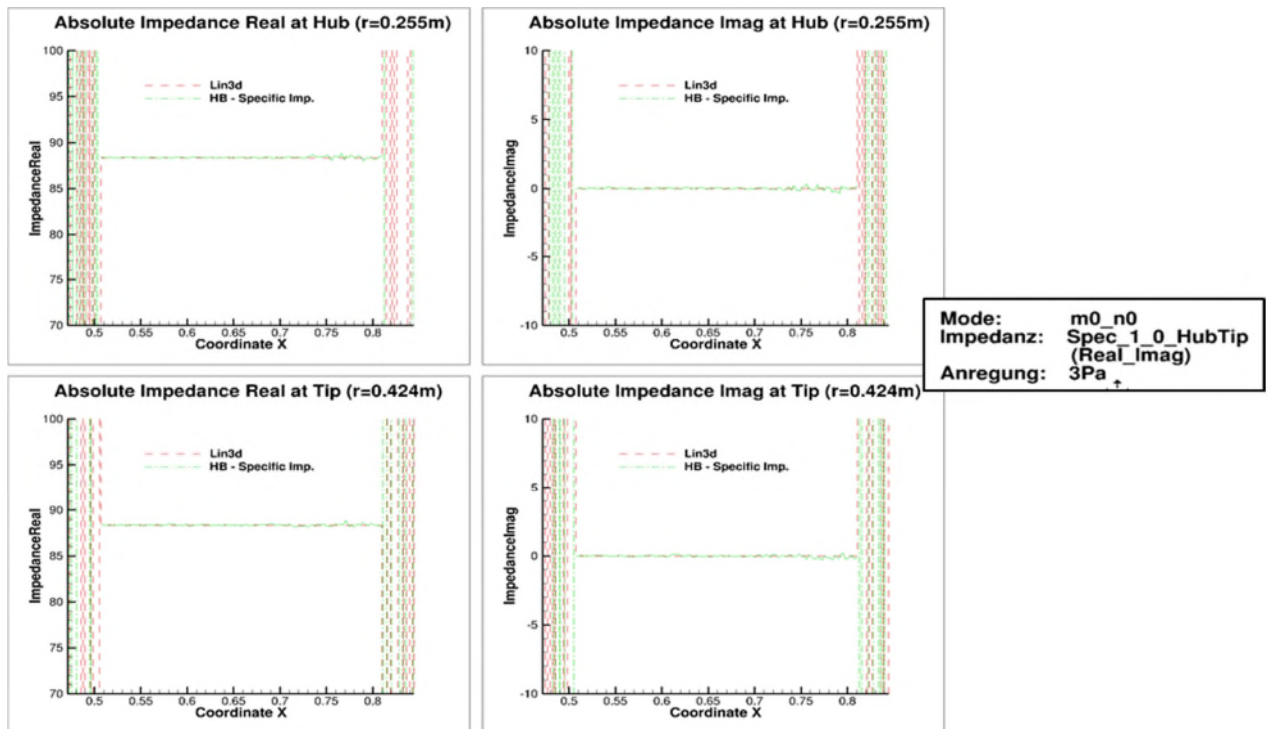 Absolute Impedance Real at Hub (r=0.255m)
100
95
90
85
80
75
70
ImpedanceReal
Lin3d
HB - Specific Imp.
0.5 0.55 0.6 0.65 0.7 0.75 0.8
Coordinate X
Absolute Impedance Imag at Hub (r=0.255m)
10
5
0
-5
-10
ImpedanceImag
Lin3d
HB - Specific Imp.
0.5 0.55 0.6 0.65 0.7 0.75 0.8
Coordinate X
Mode: m0_n0
Impedanz: Spec_1_0_HubTip
(Real_Imag)
Anregung: 3Pa
Absolute Impedance Real at Tip (r=0.424m)
100
95
90
85
80
75
70
ImpedanceReal
Lin3d
HB - Specific Imp.
0.5 0.55 0.6 0.65 0.7 0.75 0.8
Coordinate X
Absolute Impedance Imag at Tip (r=0.424m)
10
5
0
-5
-10
ImpedanceImag
Lin3d
HB - Specific Imp.
0.5 0.55 0.6 0.65 0.7 0.75 0.8
Coordinate X